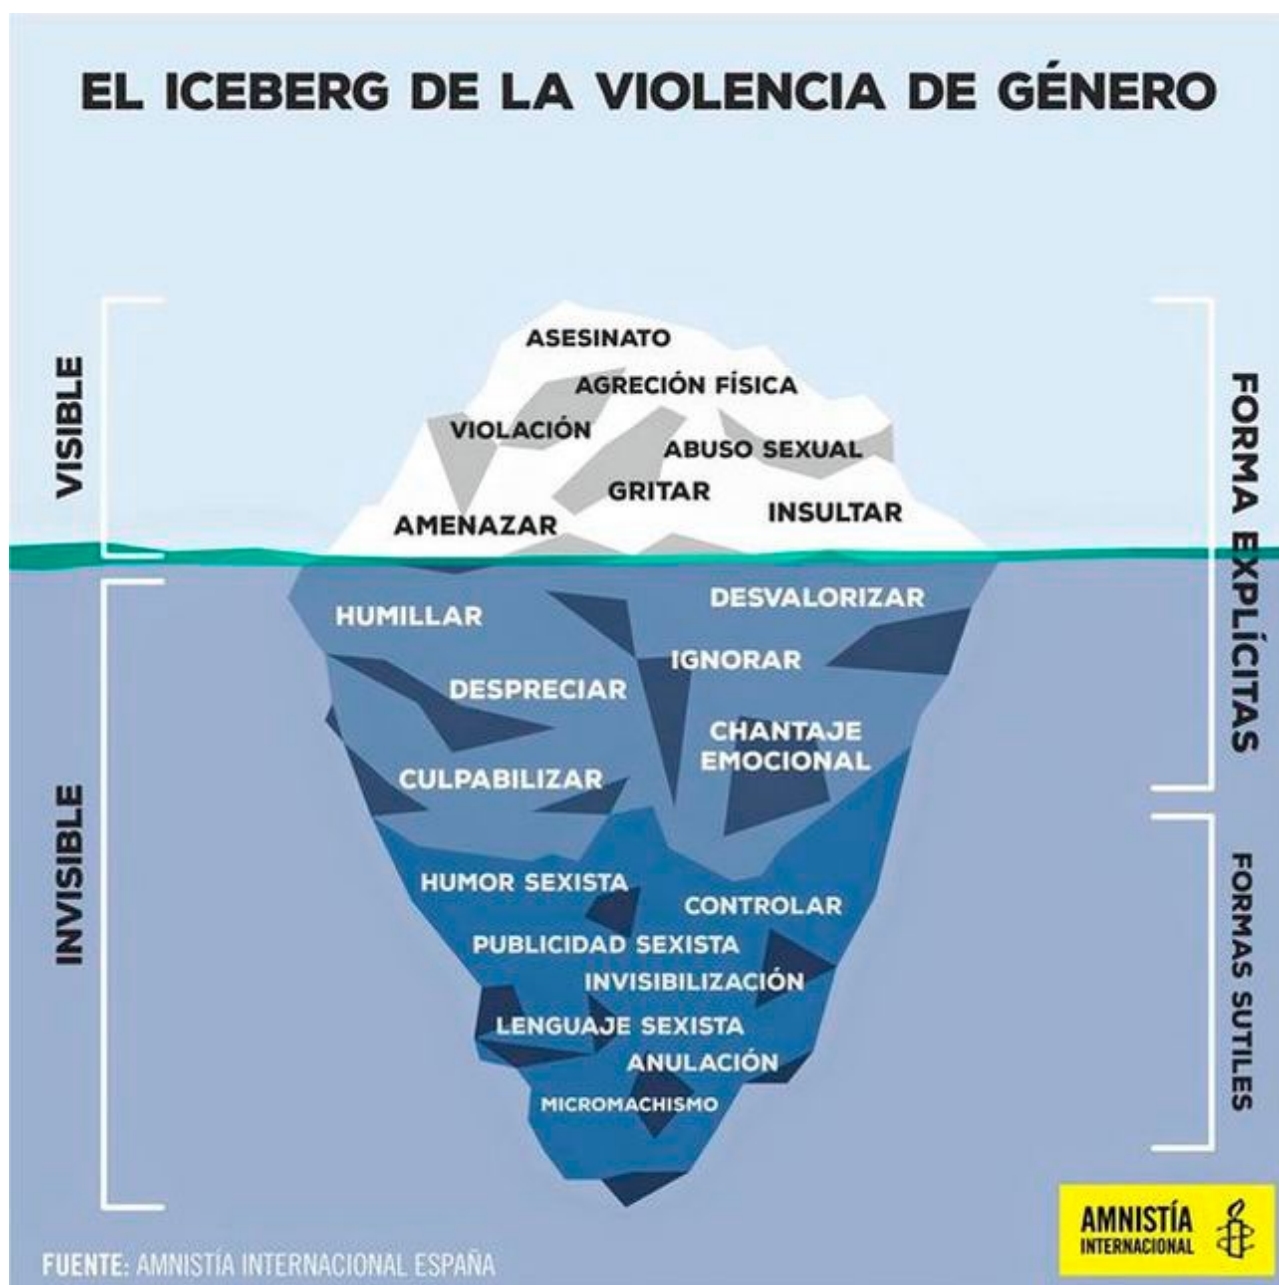 EL ICEBERG DE LA VIOLENCIA DE GÉNERO
VISIBLE
FORMA EXPLÍCITAS
ASESINATO
AGRECIÓN FÍSICA
VIOLACIÓN
ABUSO SEXUAL
GRITAR
INSULTAR
AMENAZAR
INVISIBLE
DESVALORIZAR
HUMILLAR
IGNORAR
DESPRECIAR
CHANTAJE
EMOCIONAL
CULPABILIZAR
FORMAS SUTILES
HUMOR SEXISTA
CONTROLAR
PUBLICIDAD SEXISTA
INVISIBILIZACIÓN
LENGUAJE SEXISTA
ANULACIÓN
MICROMACHISMO
AMNISTÍA
INTERNACIONAL
FUENTE: AMNISTÍA INTERNACIONAL ESPAÑA